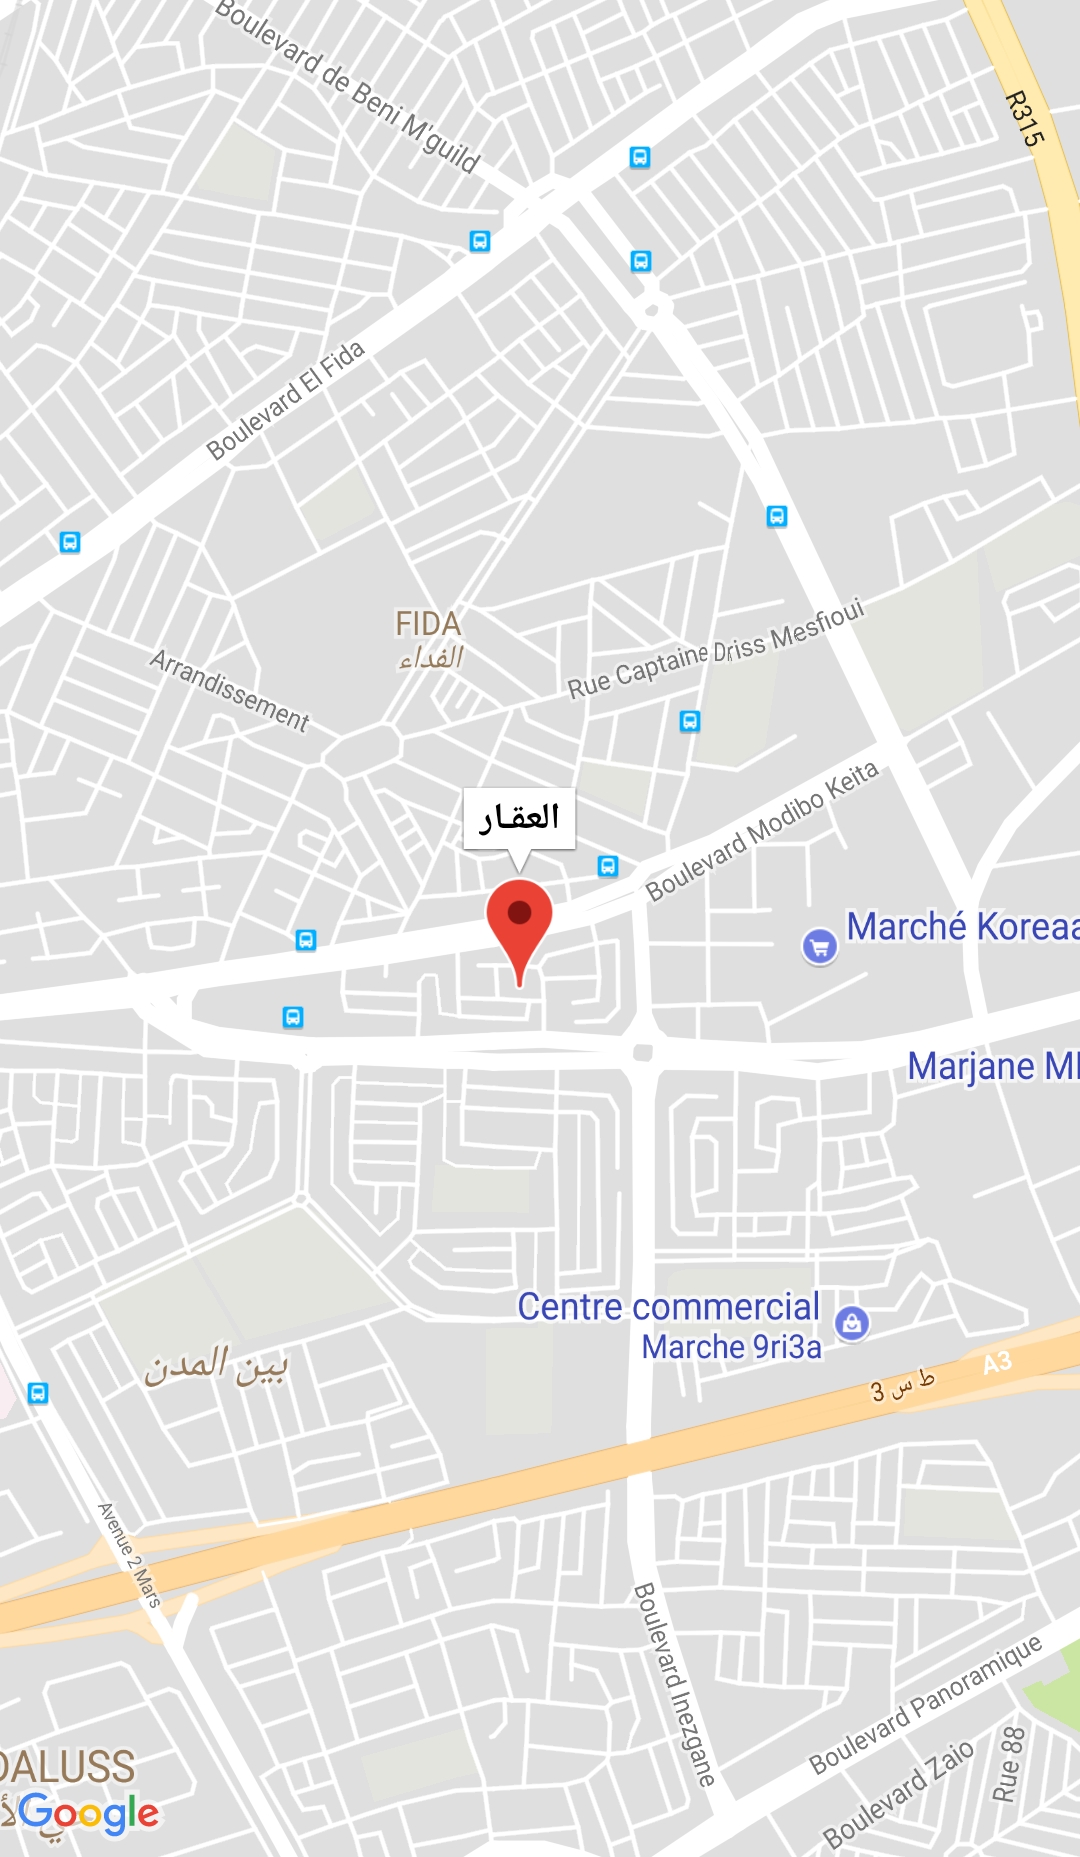 Boulevard de Beni M'guild
R315
Boulevard El Fida
FIDA
الفداء
Arrandissement
Rue Captaine Driss Mesfioui
العقار
Boulevard Modibo Keita
Marché Koreaa
Marjane
Centre commercial
Marche 9ri3a
بين المدن
A3
ط س 3
Avenue 2 Mars
Boulevard Inezgane
Boulevard Panoramique
Boulevard Zaio
Rue 88
DALUSS
Google